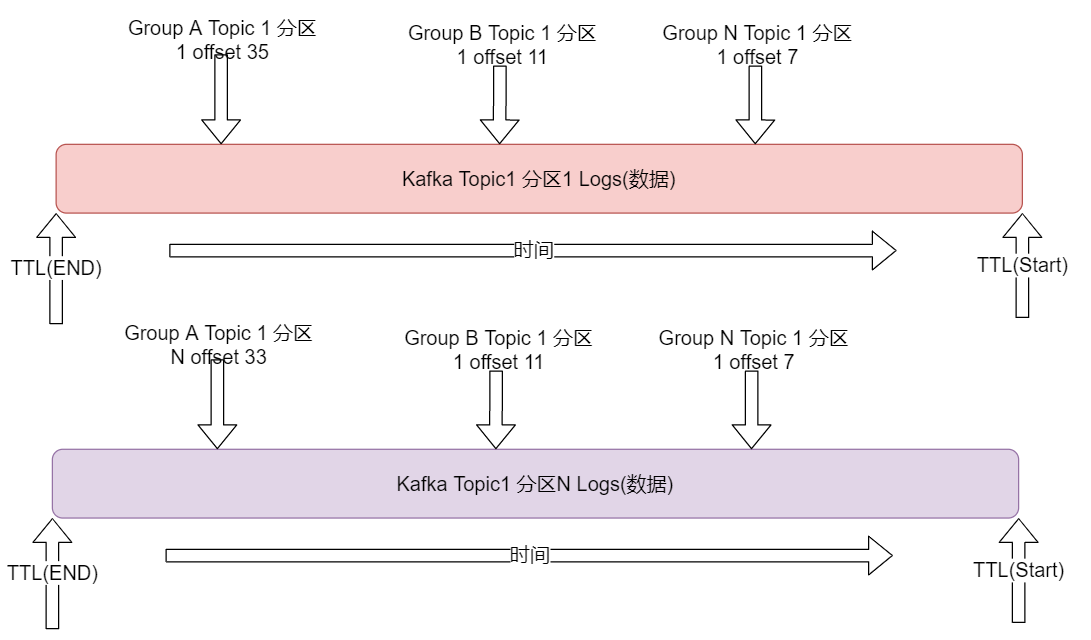 Group A Topic 1 分区
1 offset 35
Group B Topic 1 分区
1 offset 11
Group N Topic 1 分区
1 offset 7
Kafka Topic1 分区1 Logs(数据)
时间
TTL(END)
TTL(Start)
Group A Topic 1 分区
N offset 33
Group B Topic 1 分区
1 offset 11
Group N Topic 1 分区
1 offset 7
Kafka Topic1 分区N Logs(数据)
时间
TTL(END)
TTL(Start)